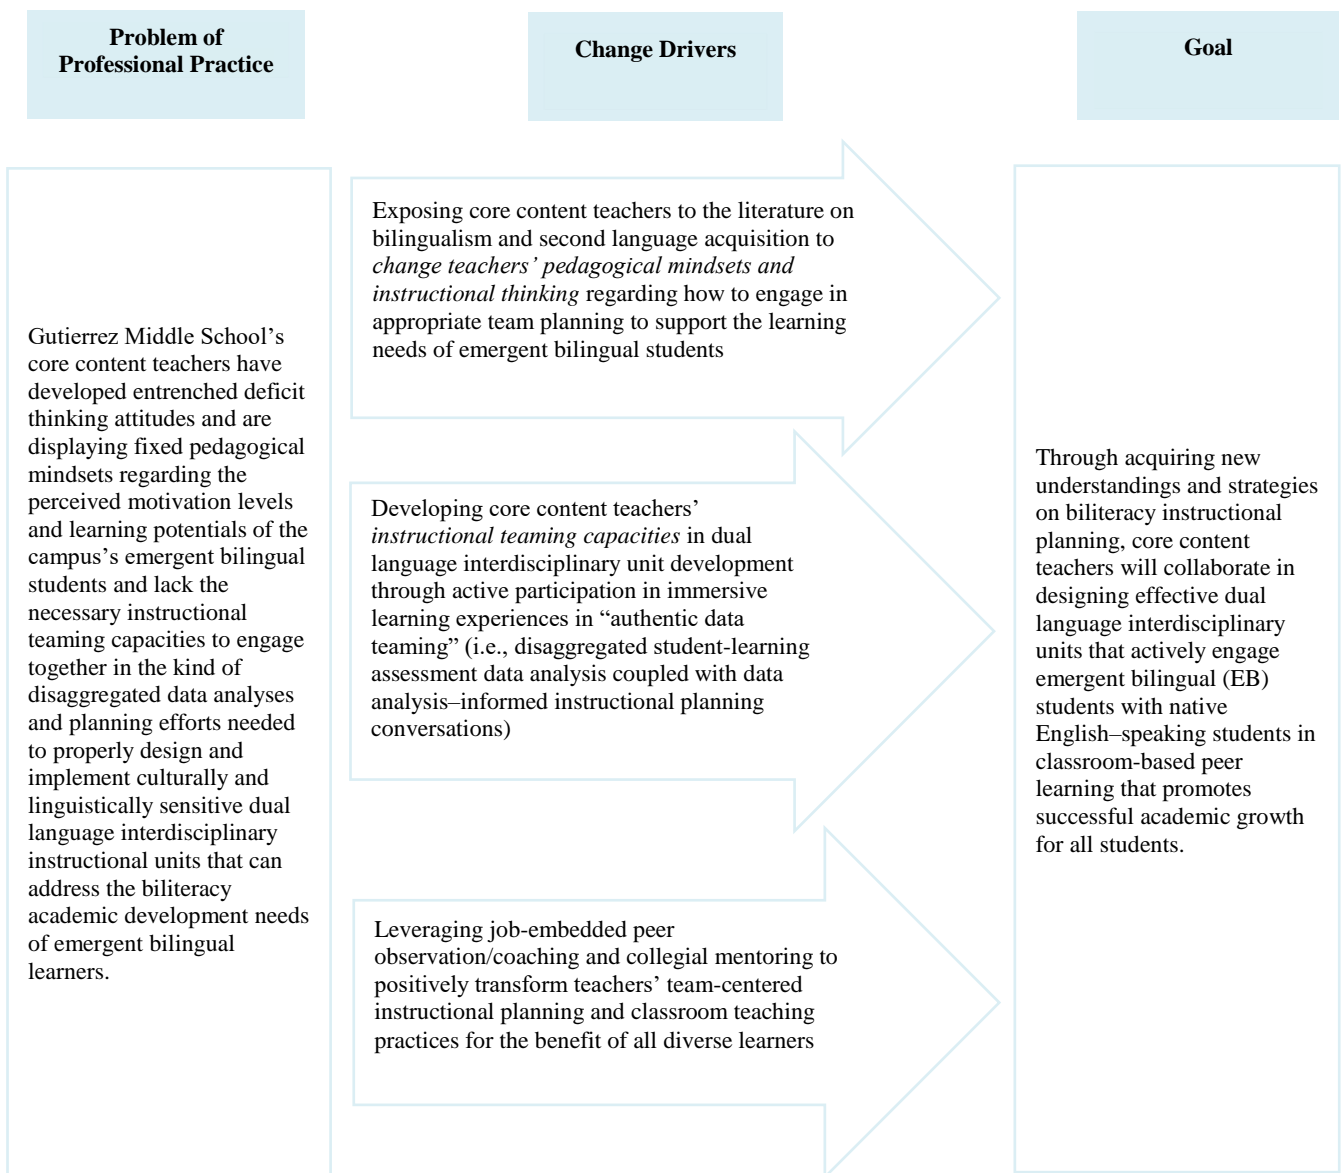 Problem of
Professional Practice
Change Drivers
Goal
Gutierrez Middle School’s
core content teachers have
developed entrenched deficit
thinking attitudes and are
displaying fixed pedagogical
mindsets regarding the
perceived motivation levels
and learning potentials of the
campus’s emergent bilingual
students and lack the
necessary instructional
teaming capacities to engage
together in the kind of
disaggregated data analyses
and planning efforts needed
to properly design and
implement culturally and
linguistically sensitive dual
language interdisciplinary
instructional units that can
address the biliteracy
academic development needs
of emergent bilingual
learners.
Exposing core content teachers to the literature on
bilingualism and second language acquisition to
change teachers’ pedagogical mindsets and
instructional thinking regarding how to engage in
appropriate team planning to support the learning
needs of emergent bilingual students
Developing core content teachers’
instructional teaming capacities in dual
language interdisciplinary unit development
through active participation in immersive
learning experiences in “authentic data
teaming” (i.e., disaggregated student-learning
assessment data analysis coupled with data
analysis–informed instructional planning
conversations)
Leveraging job-embedded peer
observation/coaching and collegial mentoring to
positively transform teachers’ team-centered
instructional planning and classroom teaching
practices for the benefit of all diverse learners
Through acquiring new
understandings and strategies
on biliteracy instructional
planning, core content
teachers will collaborate in
designing effective dual
language interdisciplinary
units that actively engage
emergent bilingual (EB)
students with native
English–speaking students in
classroom-based peer
learning that promotes
successful academic growth
for all students.